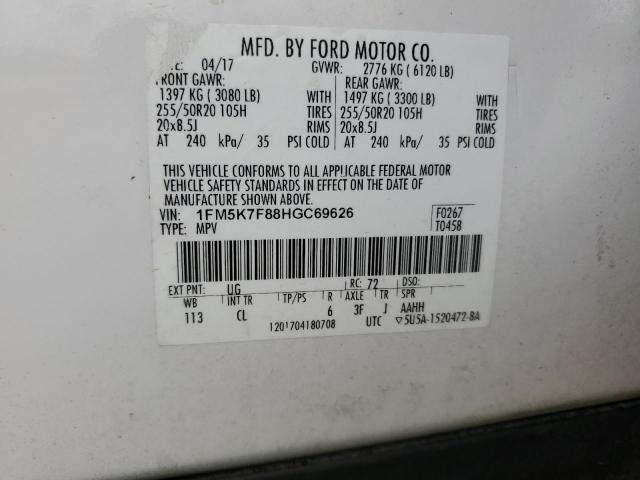 MFD. BY FORD MOTOR CO.
04/17 GVWR: 2776 KG ( 6120 LB)
FRONT GAWR: REAR GAWR:
1397 KG ( 3080 LB) WITH 1497 KG ( 3300 LB) WITH
255/50R20 105H TIRES 255/50R20 105H TIRES
20x8.5J RIMS 20x8.5J RIMS
AT 240 kPa/ 35 PSI COLD AT 240 kPa/ 35 PSI COLD
THIS VEHICLE CONFORMS TO ALL APPLICABLE FEDERAL MOTOR
VEHICLE SAFETY STANDARDS IN EFFECT ON THE DATE OF
MANUFACTURE SHOWN ABOVE.
VIN: 1FM5K7F88HGC69626 F0267
TYPE: MPV T0458
EXT PNT: UG RC: 72 DSO:
WB INT TR TP/PS R AXLE TR SPR
113 CL 6 3F J AAHH
1201704180708 UTC ▽5U5A-1520472-BA